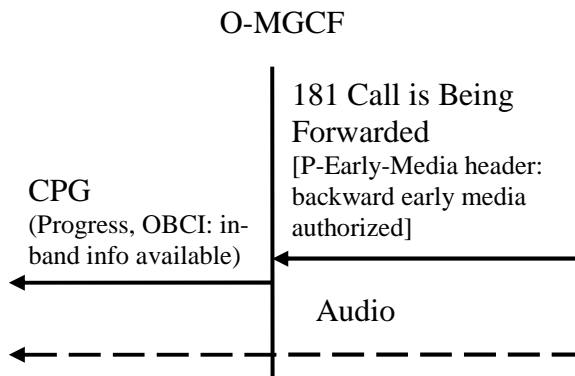 O-MGCF
181 Call is Being
Forwarded
[P-Early-Media header:
backward early media
authorized]
CPG
(Progress, OBCI: in-
band info available)
Audio